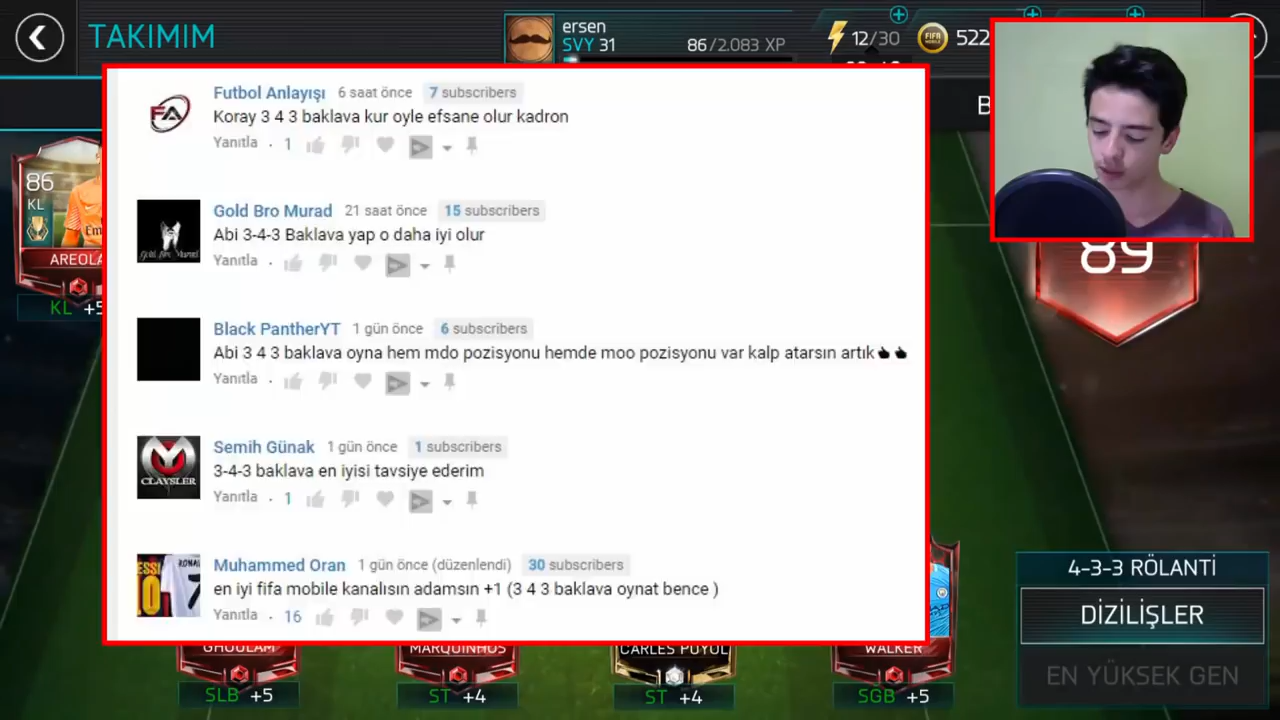 TAKIMIM
ersen
SVY 31
86/2.083 XP
12/30
FIFA MOBILE
522
Futbol Anlayışı 6 saat önce 7 subscribers
Koray 3 4 3 baklava kur oyle efsane olur kadron
Yanıtla · 1
Gold Bro Murad 21 saat önce 15 subscribers
Abi 3-4-3 Baklava yap o daha iyi olur
Yanıtla ·
Black PantherYT 1 gün önce 6 subscribers
Abi 3 4 3 baklava oyna hem mdo pozisyonu hemde moo pozisyonu var kalp atarsın artık
Yanıtla ·
CLAYSLER
Semih Günak 1 gün önce 1 subscribers
3-4-3 baklava en iyisi tavsiye ederim
Yanıtla · 1
Muhammed Oran 1 gün önce (düzenlendi) 30 subscribers
en iyi fifa mobile kanalısın adamsın +1 (3 4 3 baklava oynat bence )
Yanıtla · 16
86
KL
AREOLA
KL +5
89
GHOULAM
SLB +5
MARQUINHOS
ST +4
CARLES PUYOL
ST +4
WALKER
SGB +5
4-3-3 RÖLANTİ
DİZİLİŞLER
EN YÜKSEK GEN